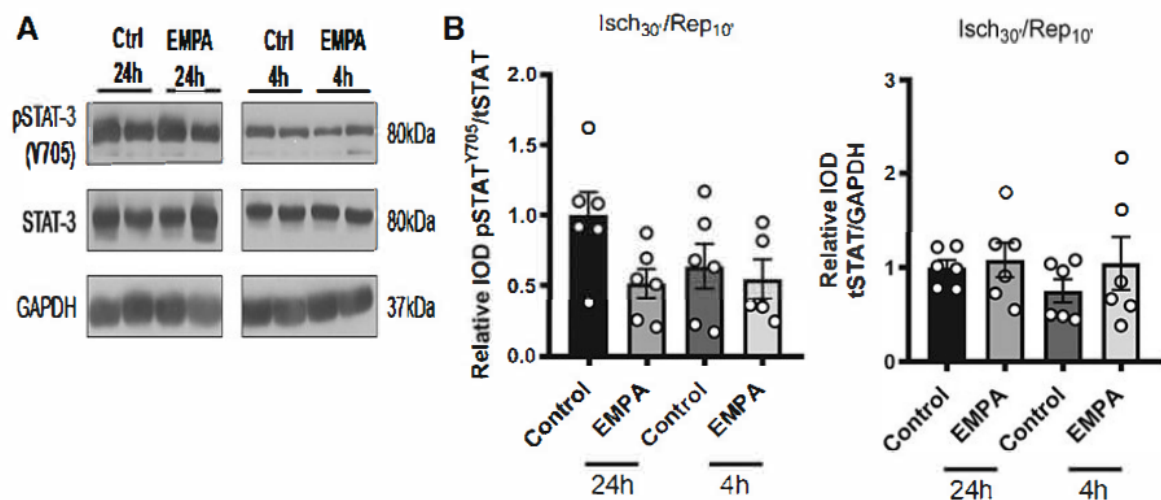 A
Ctrl EMPA Ctrl EMPA
24h 24h 4h 4h
pSTAT-3
(Y705)
80kDa
STAT-3
80kDa
GAPDH
37kDa
B
Isch30'/Rep10'
Relative IOD pSTAT^Y705/tSTAT
2.0
1.5
1.0
0.5
0.0
Control
EMPA
Control
EMPA
24h
4h
Isch30'/Rep10'
Relative IOD
tSTAT/GAPDH
3
2
1
0
Control
EMPA
Control
EMPA
24h
4h